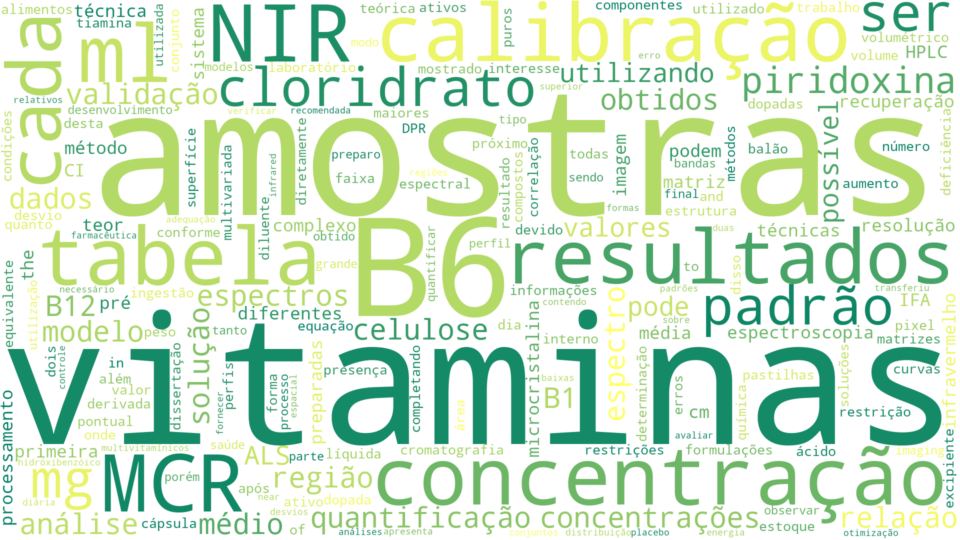 alimentos
técnica
tiamina
ml
utilizada
conjunto
sistema
NIR
teórica
ativos
modo
calibração
puros
componentes
utilizado
trabalho
erro
ser
volumétrico
volume
HPLC
cada
validação
modelos
laboratório
cloridrato
mostrado
interesse
utilizando
superior
piridoxina
relativos
desenvolvimento
verificar
recomendada
maiores
obtidos
dopadas
recuperação
condições
desta
método
CI
superfície
amostras
DPR
tipo
próximo
todas
imagem
podem
bandas
métodos
balão
possível
número
deficiência
dados
multivariada
diretamente
preparo
faixa
infrared
regiões
espectral
resultado
compostos
correlação
sendo
matriz
final
and
aumento
desvio
quanto
teor
farmacêutica
adequação
conforme
diluente
complexo
obtido
perfil
devido
formas
valores
estrutura
duas
técnicas
resolução
tabela
B6
resultados
the
equivalente
utilização
necessário
ingestão
grande
quantificar
informações
to
disso
padrões
transferiu
B12
pré
espectros
diferentes
contendo
pode
sobre
padrão
IFA
modelo
peso
solução
tanto
equação
celulose
dia
microcristalina
interno
espectro
média
espectroscopia
pixel
matrizes
infravermelho
dois
controle
in
além
valor
derivada
pontual
onde
vitaminas
dissertação
perfis
fornecer
forma
processo
espacial
preparadas
presença
completando
área
baixas
B1
determinação
erros
cm
pastilhas
química
soluções
curvas
restrição
processamento
primeira
multivitamínicos
hidroxibenzóico
saúde
ALS
parte
líquida
cromatografia
restrições
avaliar
formulações
ácido
imaging
excipiente
mg
diária
MCR
porém
após
near
região
ativo
dopada
concentração
observar
relação
análise
cápsula
médio
desvios
of
análises
apresenta
quantificação
conjuntos
concentrações
distribuição
placebo
energia
estoque
otimização